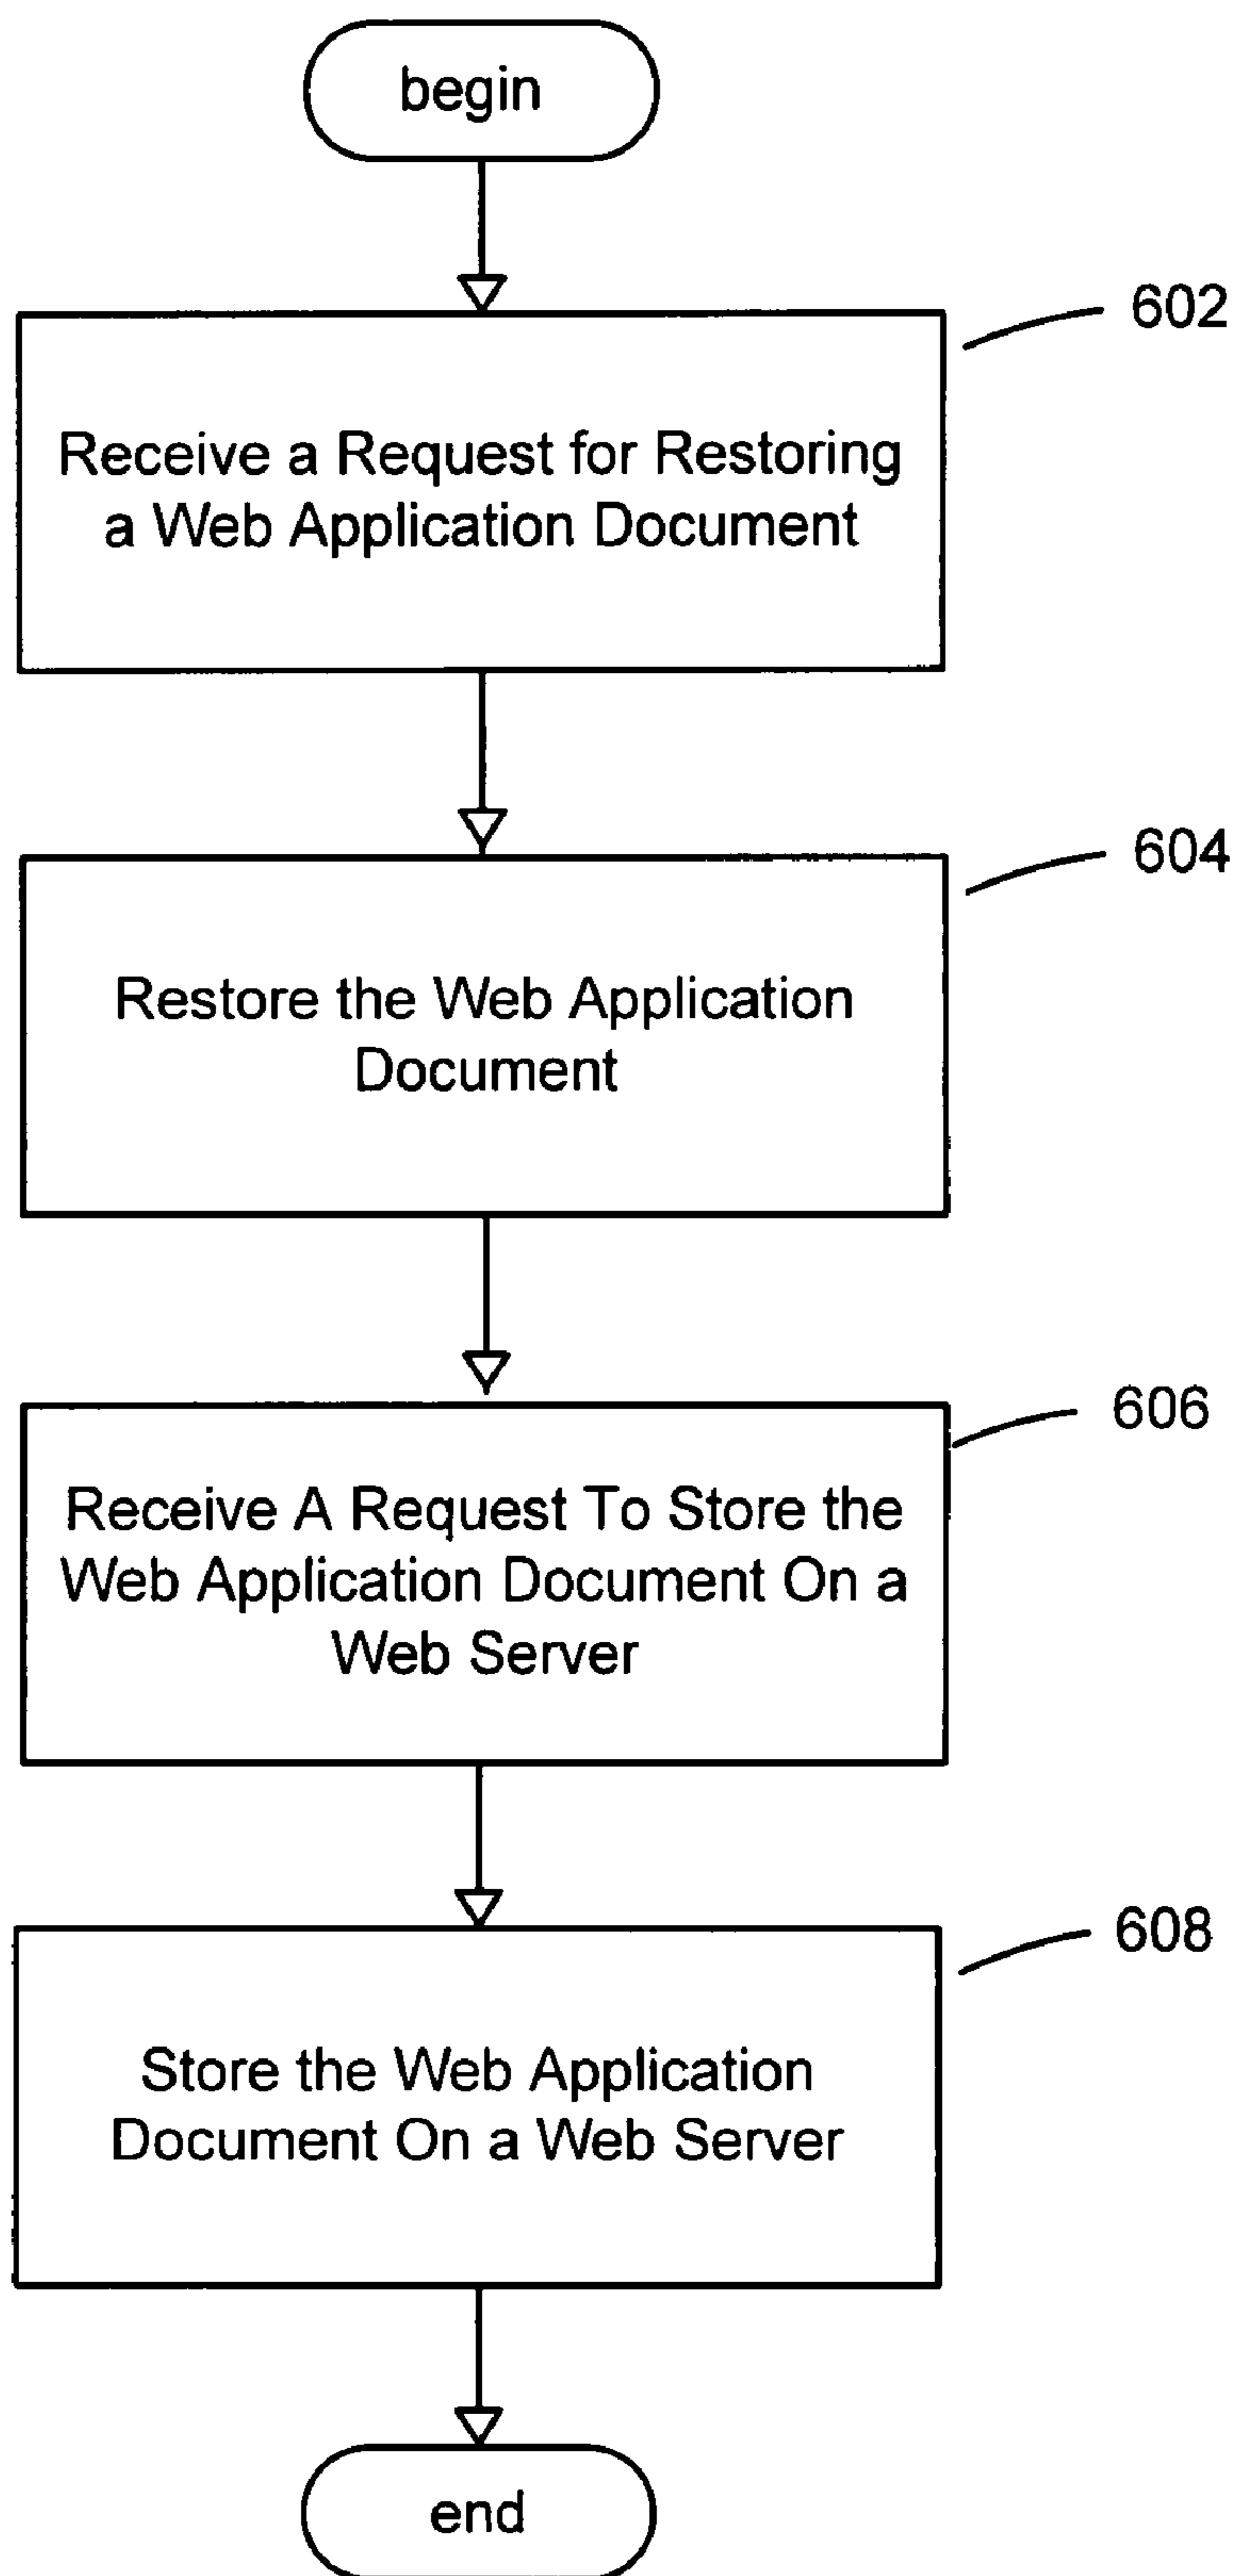 begin
602
Receive a Request for Restoring
a Web Application Document
604
Restore the Web Application
Document
606
Receive A Request To Store the
Web Application Document On a
Web Server
608
Store the Web Application
Document On a Web Server
end